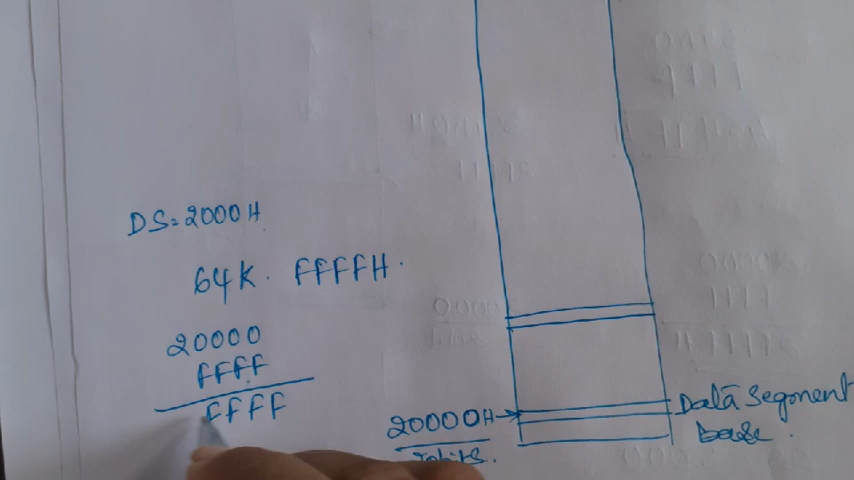 DS=2000H
64K. FFFFH.
20000
FFFF
FFFF
20000H
Data Segment
base.